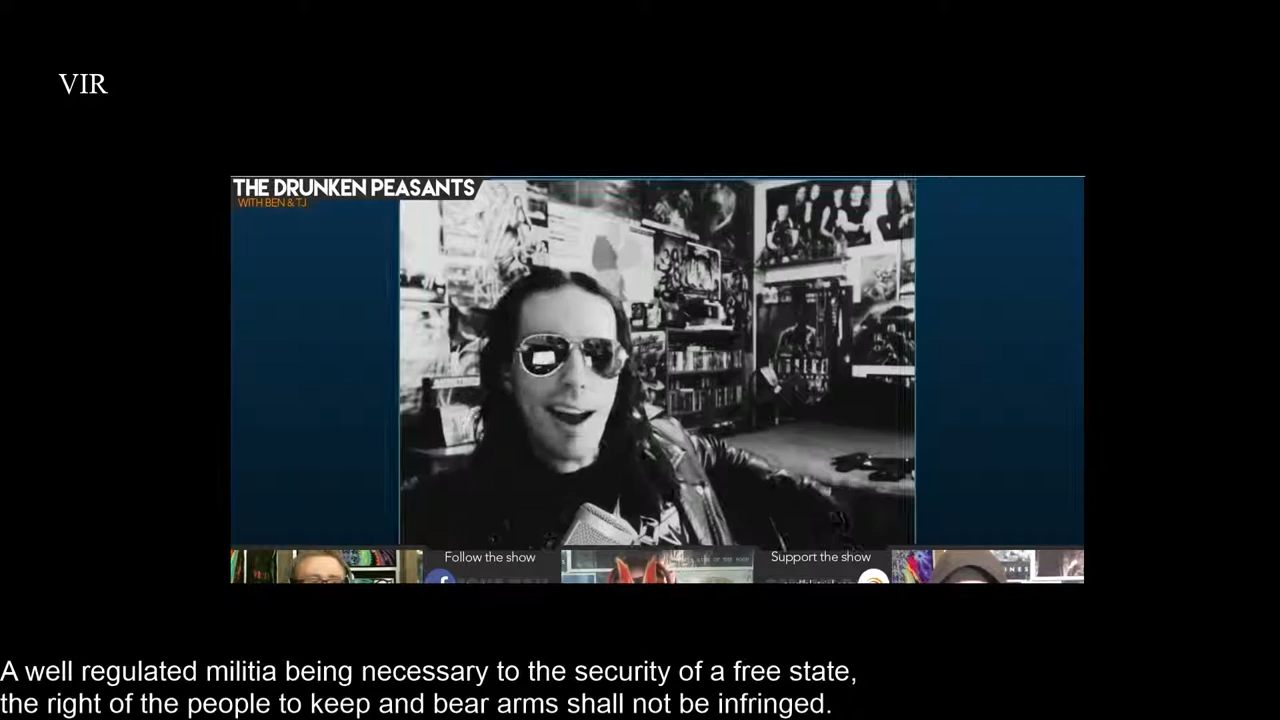 VIR
THE DRUNKEN PEASANTS
WITH BEN & TJ
Follow the show
Support the show
A well regulated militia being necessary to the security of a free state,
the right of the people to keep and bear arms shall not be infringed.